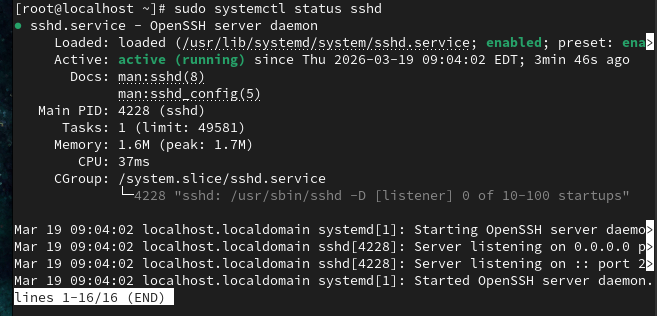 [root@localhost ~]# sudo systemctl status sshd
● sshd.service - OpenSSH server daemon
     Loaded: loaded (/usr/lib/systemd/system/sshd.service; enabled; preset: ena>
     Active: active (running) since Thu 2026-03-19 09:04:02 EDT; 3min 46s ago
       Docs: man:sshd(8)
             man:sshd_config(5)
   Main PID: 4228 (sshd)
      Tasks: 1 (limit: 49581)
     Memory: 1.6M (peak: 1.7M)
        CPU: 37ms
     CGroup: /system.slice/sshd.service
             └─4228 "sshd: /usr/sbin/sshd -D [listener] 0 of 10-100 startups"

Mar 19 09:04:02 localhost.localdomain systemd[1]: Starting OpenSSH server daemo>
Mar 19 09:04:02 localhost.localdomain sshd[4228]: Server listening on 0.0.0.0 p>
Mar 19 09:04:02 localhost.localdomain sshd[4228]: Server listening on :: port 2>
Mar 19 09:04:02 localhost.localdomain systemd[1]: Started OpenSSH server daemon.
lines 1-16/16 (END)